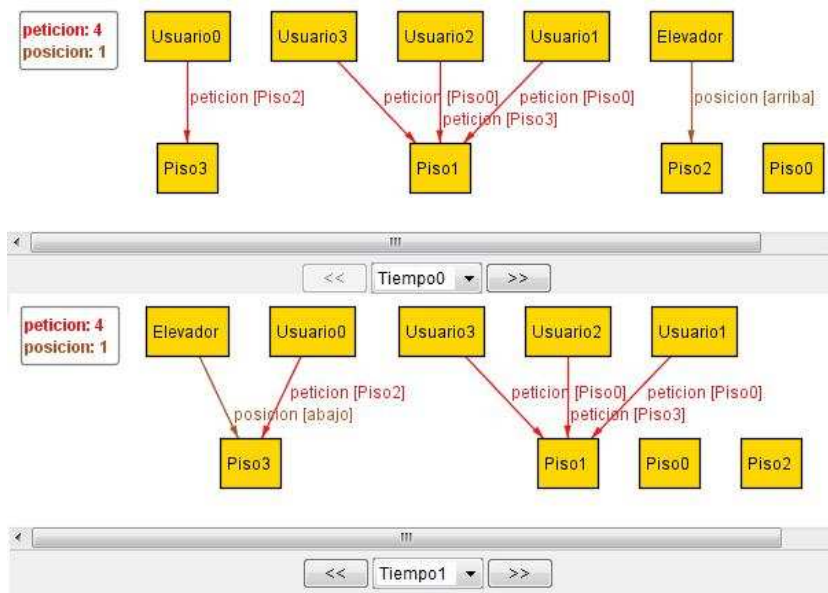 peticion: 4
posicion: 1
Usuario0 Usuario3 Usuario2 Usuario1 Elevador
peticion [Piso2] peticion [Piso0] peticion [Piso0] posicion [arriba]
peticion [Piso3]
Piso3 Piso1 Piso2 Piso0
<< Tiempo0 >>
peticion: 4
posicion: 1
Elevador Usuario0 Usuario3 Usuario2 Usuario1
peticion [Piso2] peticion [Piso0] peticion [Piso0]
posicion [abajo] peticion [Piso3]
Piso3 Piso1 Piso0 Piso2
<< Tiempo1 >>